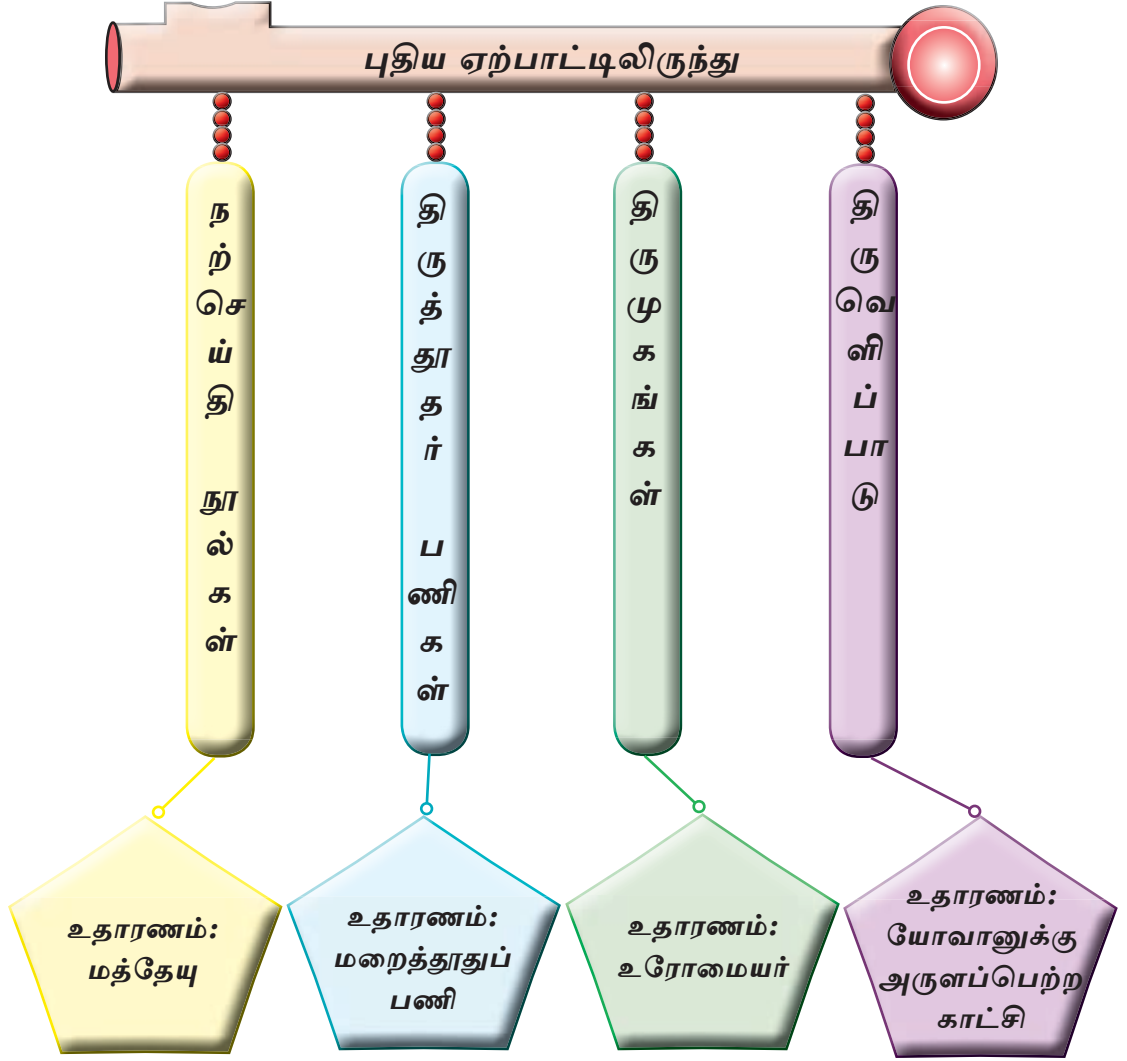 புதிய ஏற்பாட்டிலிருந்து
நற்செய்தி நூல்கள்
திருத்தூதர் பணிகள்
திருமுகங்கள்
திருவெளிப்பாடு
உதாரணம்:
மத்தேயு
உதாரணம்:
மறைத்தூதுப்
பணி
உதாரணம்:
உரோமையர்
உதாரணம்:
யோவானுக்கு
அருளப்பெற்ற
காட்சி